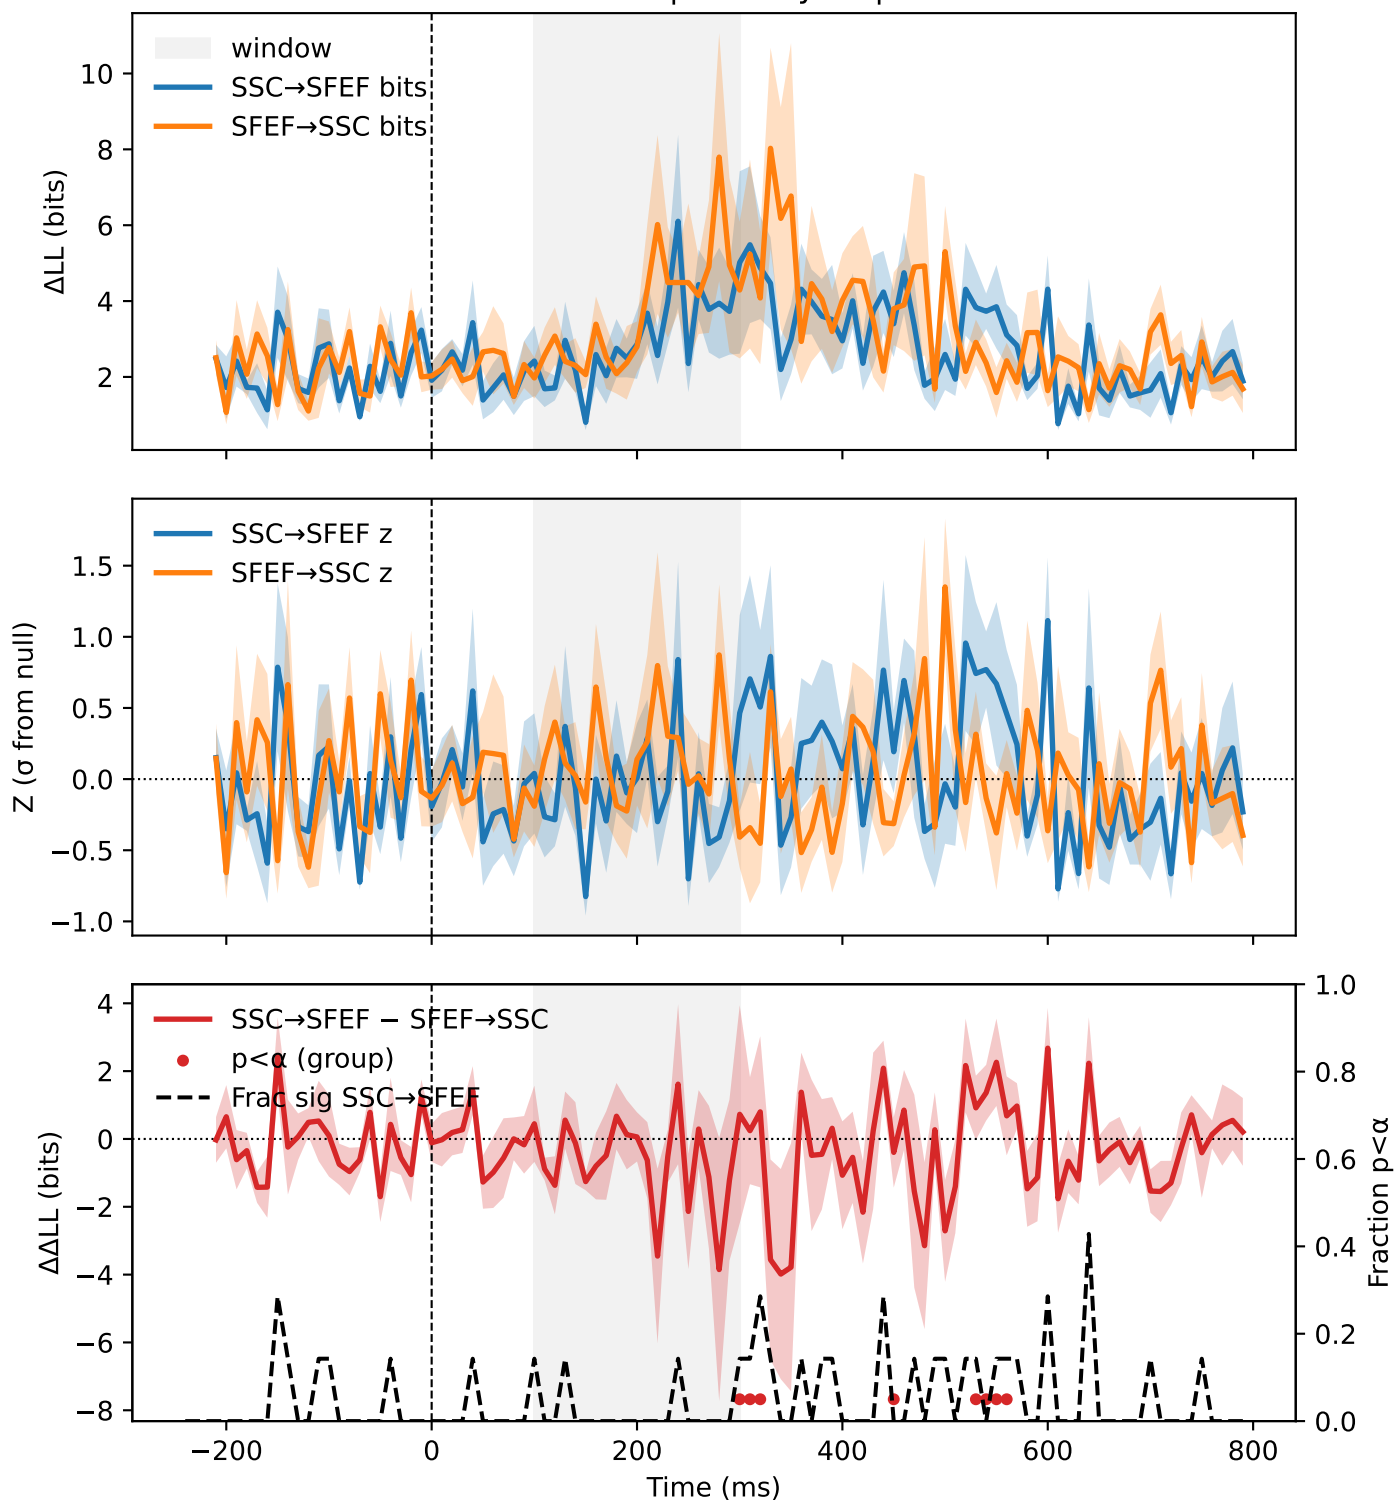 window
SSC→SFEF bits
SFEF→SSC bits
ΔLL (bits)
10
8
6
4
2
SSC→SFEF z
SFEF→SSC z
Z (σ from null)
1.5
1.0
0.5
0.0
−0.5
−1.0
SSC→SFEF − SFEF→SSC
p<α (group)
Frac sig SSC→SFEF
ΔΔLL (bits)
4
2
0
−2
−4
−6
−8
1.0
0.8
0.6
0.4
0.2
0.0
Fraction p<α
−200
0
200
400
600
800
Time (ms)